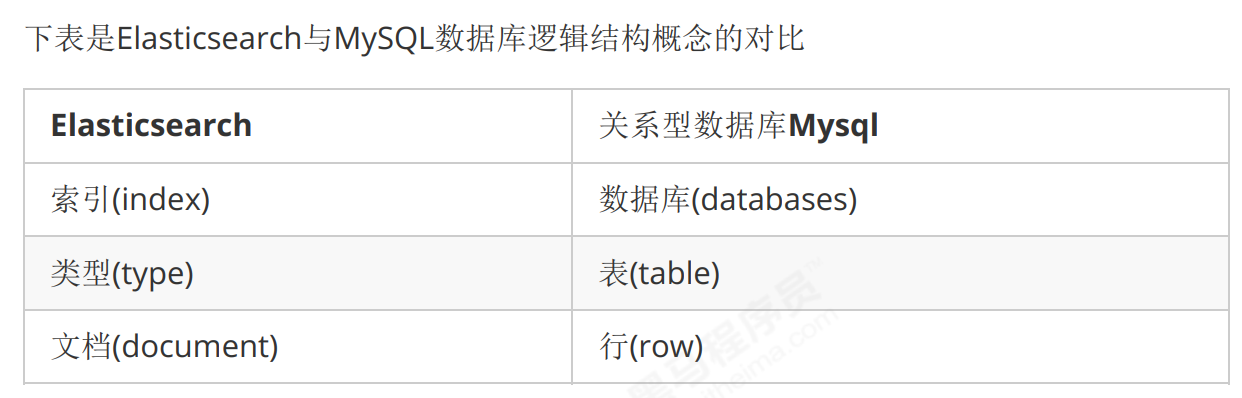 下表是Elasticsearch与MySQL数据库逻辑结构概念的对比
Elasticsearch 关系型数据库Mysql
索引(index) 数据库(databases)
类型(type) 表(table)
文档(document) 行(row)
黑马程序员™
itheima.com